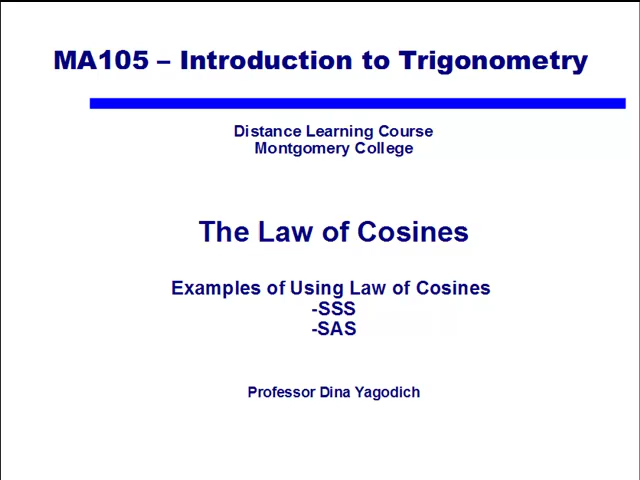 MA105 – Introduction to Trigonometry
Distance Learning Course
Montgomery College
The Law of Cosines
Examples of Using Law of Cosines
-SSS
-SAS
Professor Dina Yagodich